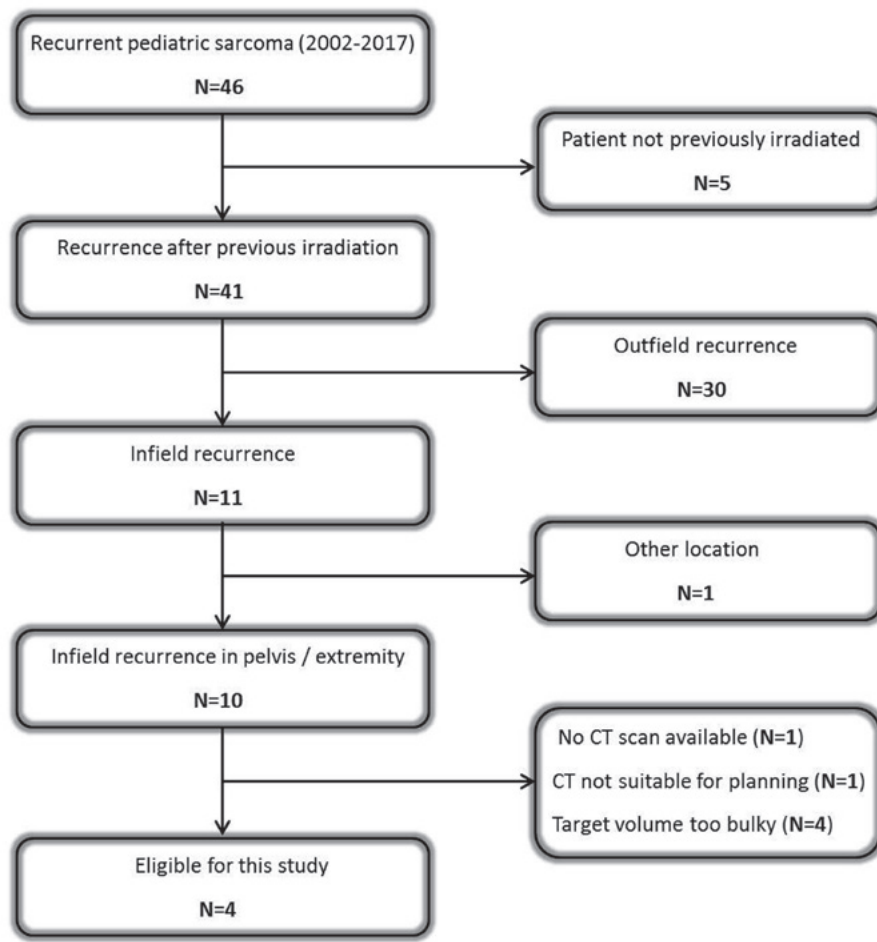 Recurrent pediatric sarcoma (2002-2017)
N=46
Patient not previously irradiated
N=5
Recurrence after previous irradiation
N=41
Outfield recurrence
N=30
Infield recurrence
N=11
Other location
N=1
Infield recurrence in pelvis / extremity
N=10
No CT scan available (N=1)
CT not suitable for planning (N=1)
Target volume too bulky (N=4)
Eligible for this study
N=4